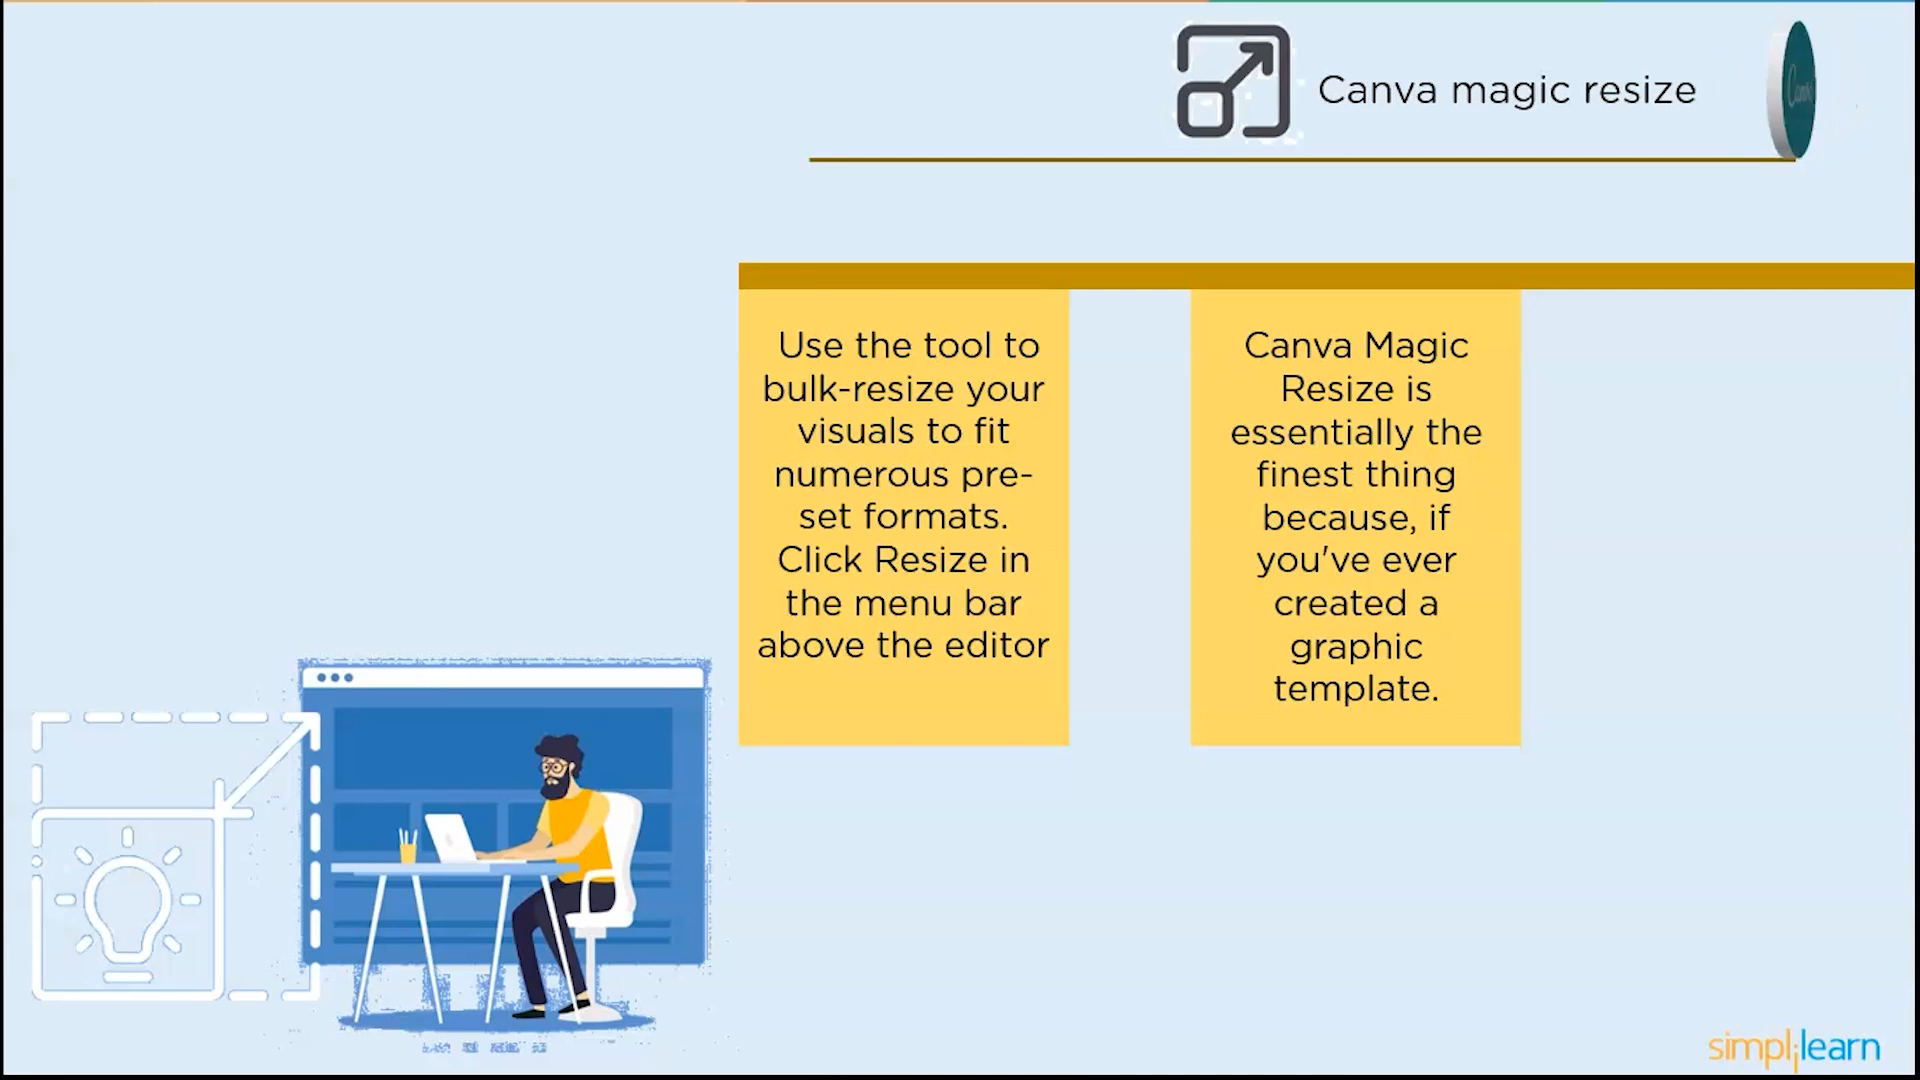 Canva magic resize
Canva
Use the tool to
bulk-resize your
visuals to fit
numerous pre-
set formats.
Click Resize in
the menu bar
above the editor
Canva Magic
Resize is
essentially the
finest thing
because, if
you've ever
created a
graphic
template.
simplilearn